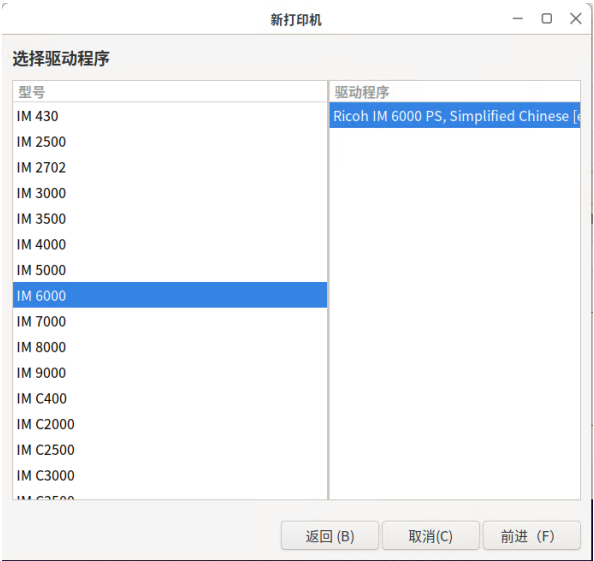 新打印机
选择驱动程序
型号
驱动程序
IM 430
Ricoh IM 6000 PS, Simplified Chinese [e
IM 2500
IM 2702
IM 3000
IM 3500
IM 4000
IM 5000
IM 6000
IM 7000
IM 8000
IM 9000
IM C400
IM C2000
IM C2500
IM C3000
IM C3500
返回 (B)
取消(C)
前进（F）